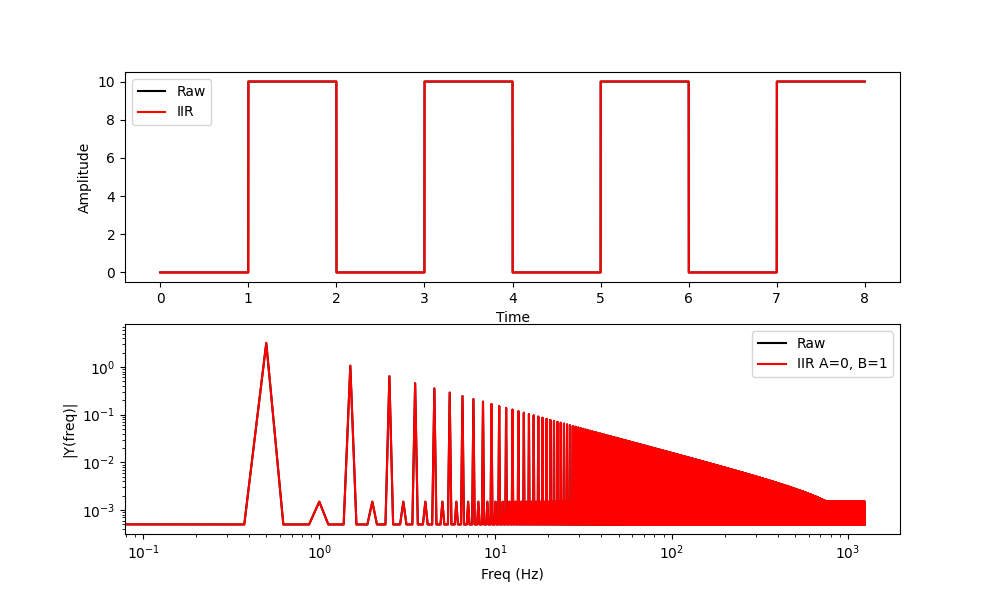 Raw
IIR
Amplitude
10
8
6
4
2
0
0 1 2 3 4 5 6 7 8
Time
Raw
IIR A=0, B=1
|Y(freq)|
10⁰
10⁻¹
10⁻²
10⁻³
10⁻¹ 10⁰ 10¹ 10² 10³
Freq (Hz)